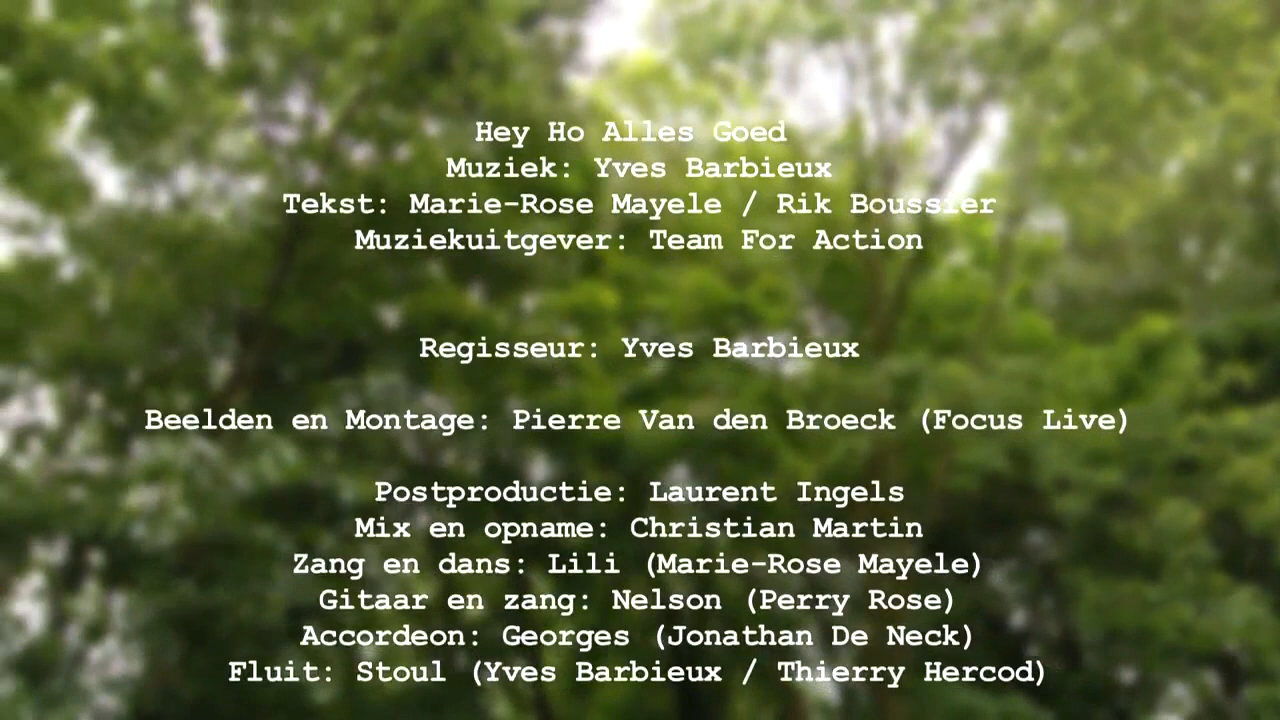 Hey Ho Alles Goed
Muziek: Yves Barbieux
Tekst: Marie-Rose Mayele / Rik Boussier
Muziekuitgever: Team For Action
Regisseur: Yves Barbieux
Beelden en Montage: Pierre Van den Broeck (Focus Live)
Postproductie: Laurent Ingels
Mix en opname: Christian Martin
Zang en dans: Lili (Marie-Rose Mayele)
Gitaar en zang: Nelson (Perry Rose)
Accordeon: Georges (Jonathan De Neck)
Fluit: Stoul (Yves Barbieux / Thierry Hercod)